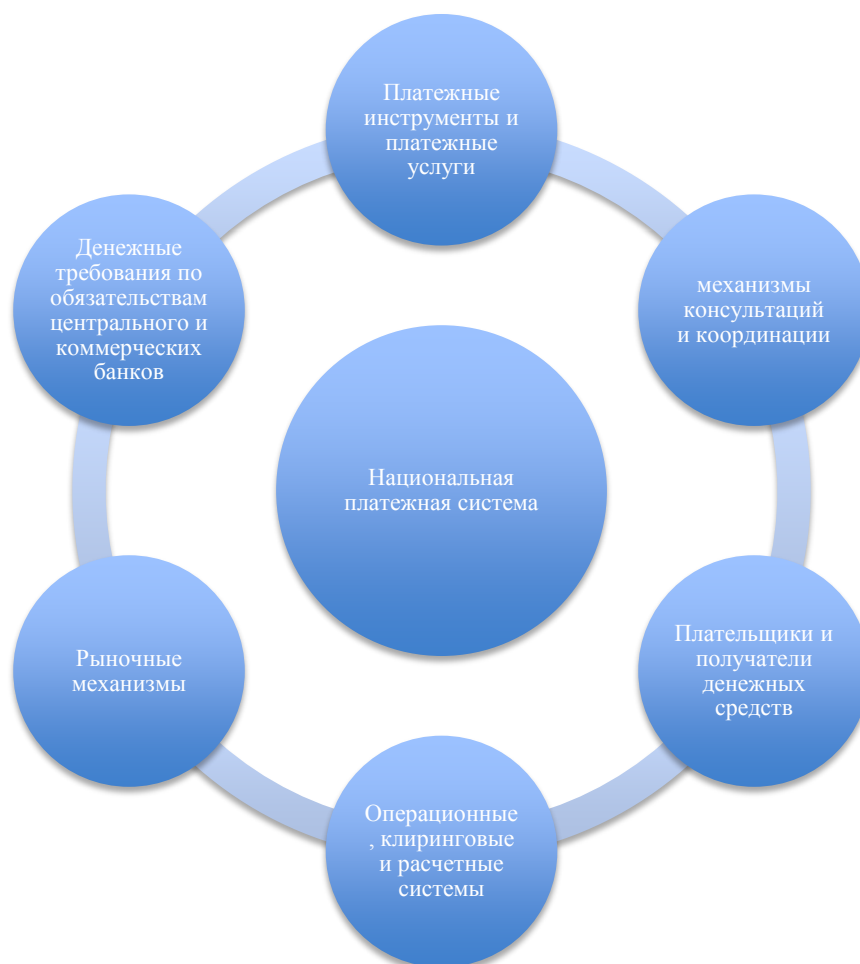 Платежные
инструменты и
платежные
услуги
механизмы
консультаций
и координации
Плательщики и
получатели
денежных
средств
Операционные
, клиринговые
и расчетные
системы
Рыночные
механизмы
Денежные
требования по
обязательствам
центрального и
коммерческих
банков
Национальная
платежная система